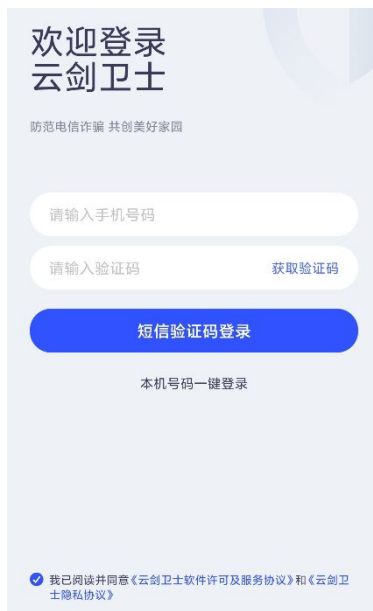 欢迎登录
云剑卫士
防范电信诈骗 共创美好家园
请输入手机号码
请输入验证码 获取验证码
短信验证码登录
本机号码一键登录
我已阅读并同意《云剑卫士软件许可及服务协议》和《云剑卫
士隐私协议》